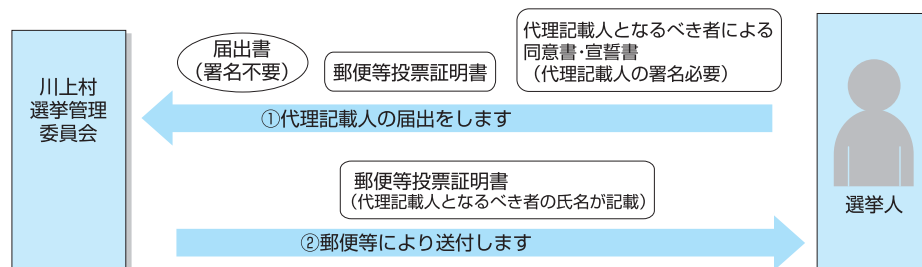 川上村
選挙管理
委員会
届出書
（署名不要）
郵便等投票証明書
代理記載人となるべき者による
同意書・宣誓書
（代理記載人の署名必要）
①代理記載人の届出をします
郵便等投票証明書
（代理記載人となるべき者の氏名が記載）
②郵便等により送付します
選挙人